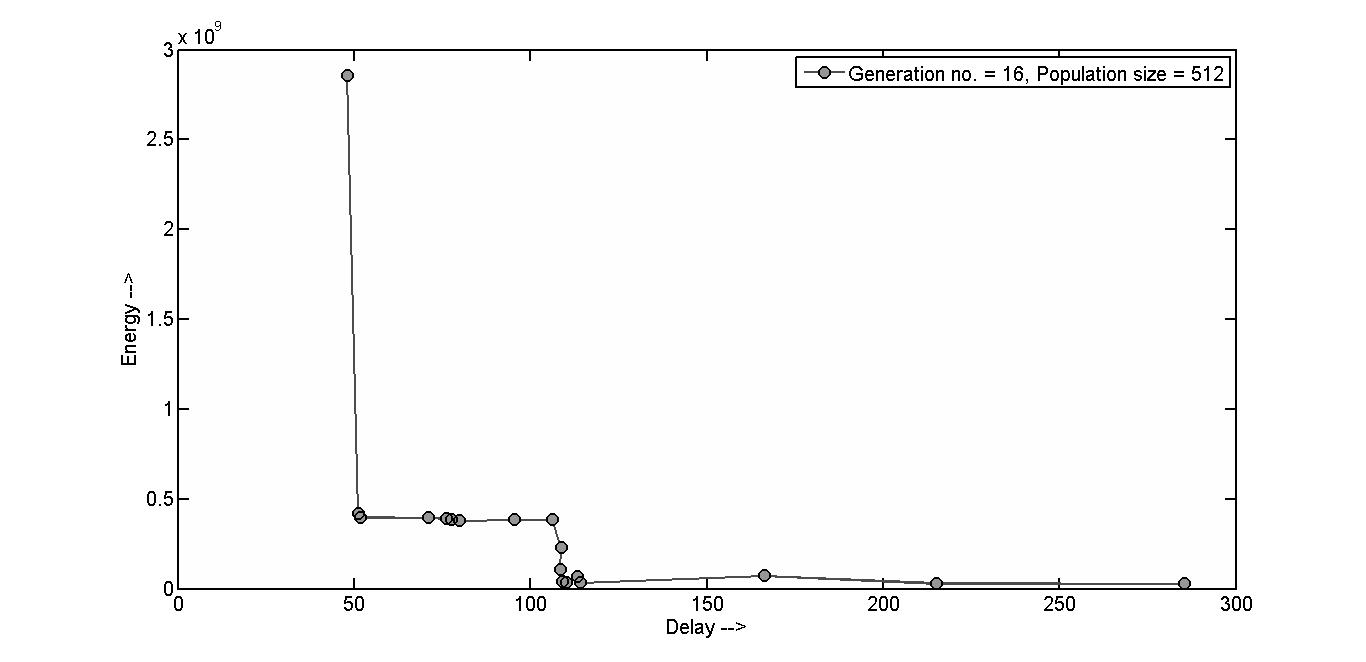 x 10^9
3
2.5
2
1.5
1
0.5
0
Energy -->
Generation no. = 16, Population size = 512
0 50 100 150 200 250 300
Delay -->